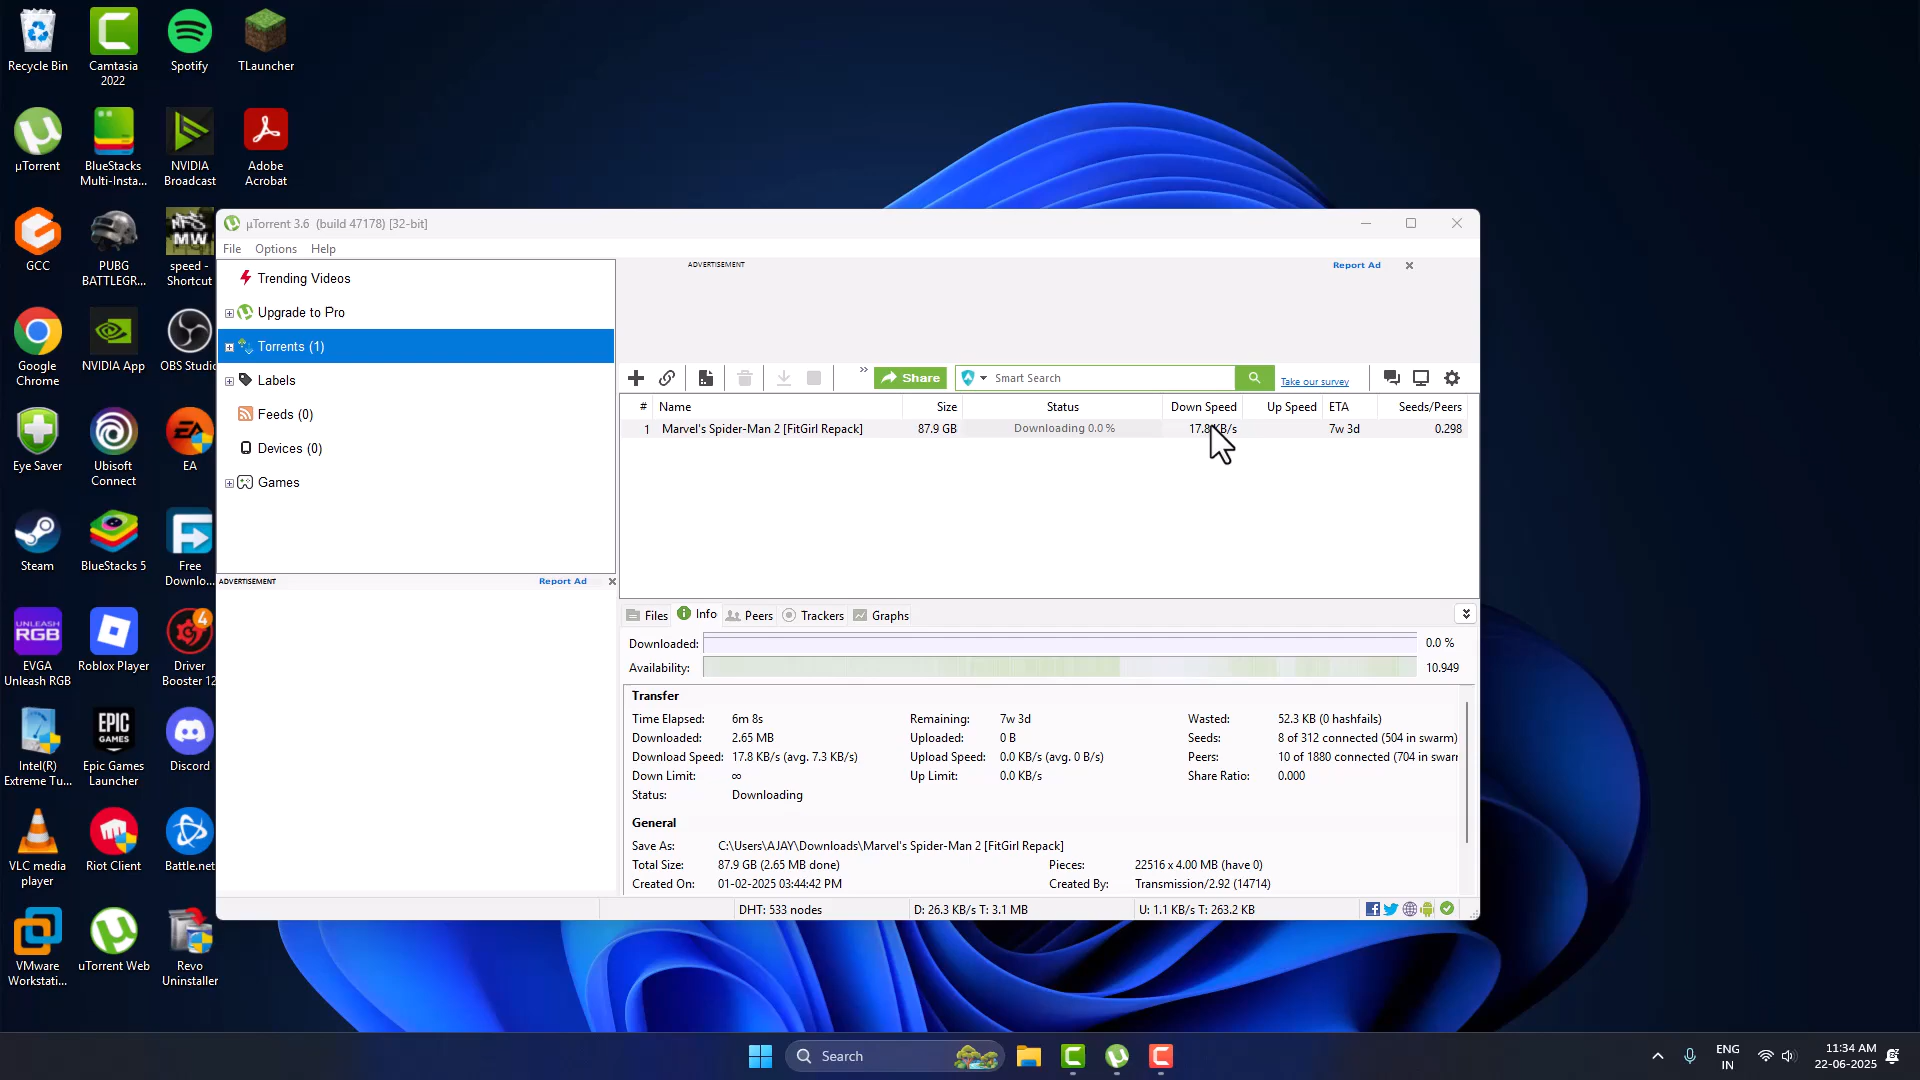 Recycle Bin
Camtasia 2022
Spotify
TLauncher
µTorrent
BlueStacks Multi-Insta...
NVIDIA Broadcast
Adobe Acrobat
GCC
PUBG BATTLEGR...
speed - Shortcut
Google Chrome
NVIDIA App
OBS Studio
Eye Saver
Ubisoft Connect
EA
Steam
BlueStacks 5
Free Downlo...
EVGA Unleash RGB
Roblox Player
Driver Booster 12
Intel(R) Extreme Tu...
Epic Games Launcher
Discord
VLC media player
Riot Client
Battle.net
VMware Workstati...
uTorrent Web
Revo Uninstaller
NFS MW
UNLEASH RGB
EPIC GAMES
4
µTorrent 3.6 (build 47178) [32-bit]
File Options Help
Trending Videos
Upgrade to Pro
Torrents (1)
Labels
Feeds (0)
Devices (0)
Games
ADVERTISEMENT Report Ad
ADVERTISEMENT Report Ad
Share Smart Search Take our survey
# Name Size Status Down Speed Up Speed ETA Seeds/Peers
1 Marvel's Spider-Man 2 [FitGirl Repack] 87.9 GB Downloading 0.0 % 17.8 KB/s 7w 3d 0.298
Files Info Peers Trackers Graphs
Downloaded: 0.0 %
Availability: 10.949
Transfer
Time Elapsed: 6m 8s Remaining: 7w 3d Wasted: 52.3 KB (0 hashfails)
Downloaded: 2.65 MB Uploaded: 0 B Seeds: 8 of 312 connected (504 in swarm)
Download Speed: 17.8 KB/s (avg. 7.3 KB/s) Upload Speed: 0.0 KB/s (avg. 0 B/s) Peers: 10 of 1880 connected (704 in swarr
Down Limit: ∞ Up Limit: 0.0 KB/s Share Ratio: 0.000
Status: Downloading
General
Save As: C:\Users\AJAY\Downloads\Marvel's Spider-Man 2 [FitGirl Repack]
Total Size: 87.9 GB (2.65 MB done) Pieces: 22516 x 4.00 MB (have 0)
Created On: 01-02-2025 03:44:42 PM Created By: Transmission/2.92 (14714)
DHT: 533 nodes D: 26.3 KB/s T: 3.1 MB U: 1.1 KB/s T: 263.2 KB
Search
ENG
IN
11:34 AM
22-06-2025